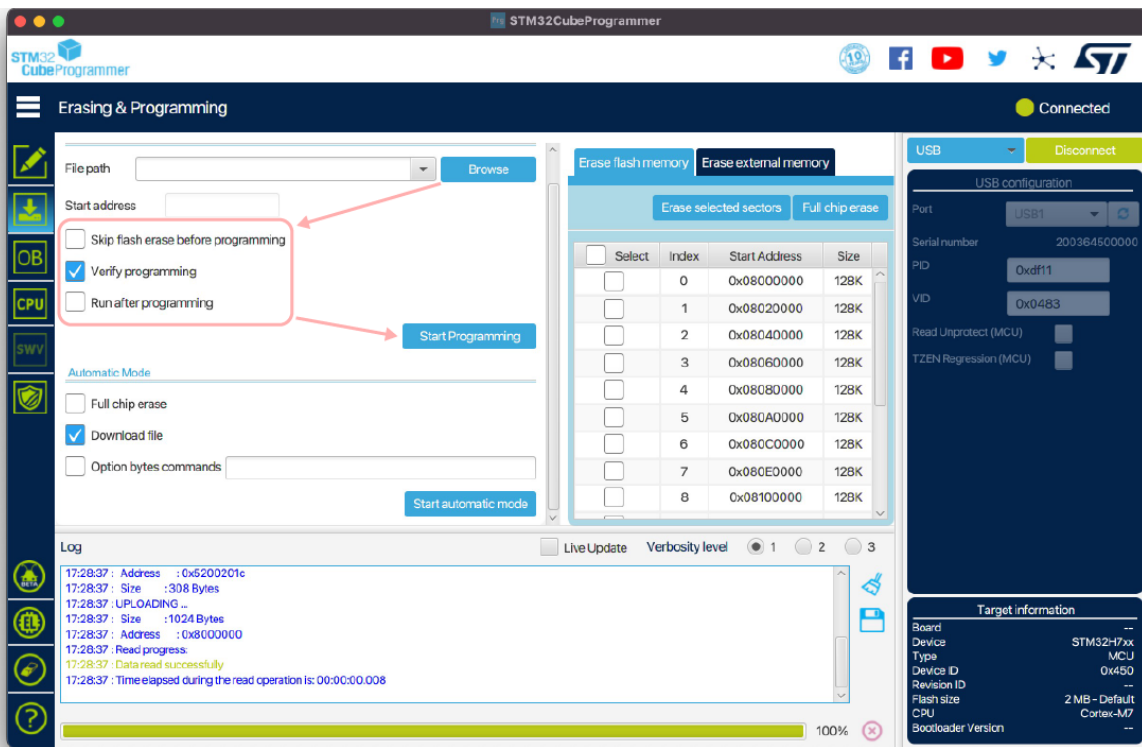 STM32CubeProgrammer
STM32
CubeProgrammer
Erasing & Programming
Connected
File path
Browse
Start address
Skip flash erase before programming
Verify programming
Run after programming
Start Programming
Automatic Mode
Full chip erase
Download file
Option bytes commands
Start automatic mode
OB
CPU
SWV
Erase flash memory Erase external memory
Erase selected sectors Full chip erase
Select Index Start Address Size
0 0x08000000 128K
1 0x08020000 128K
2 0x08040000 128K
3 0x08060000 128K
4 0x08080000 128K
5 0x080A0000 128K
6 0x080C0000 128K
7 0x080E0000 128K
8 0x08100000 128K
USB Disconnect
USB configuration
Port USB1
Serial number 200364500000
PID 0xdf11
VID 0x0483
Read Unprotect (MCU)
TZEN Regression (MCU)
Log Live Update Verbosity level 1 2 3
17:28:37 : Address : 0x5200201c
17:28:37 : Size : 308 Bytes
17:28:37 : UPLOADING ...
17:28:37 : Size : 1024 Bytes
17:28:37 : Address : 0x8000000
17:28:37 : Read progress:
17:28:37 : Data read successfully
17:28:37 : Time elapsed during the read operation is: 00:00:00.008
100%
Target information
Board --
Device STM32H7xx
Type MCU
Device ID 0x450
Revision ID --
Flash size 2 MB - Default
CPU Cortex-M7
Bootloader Version --